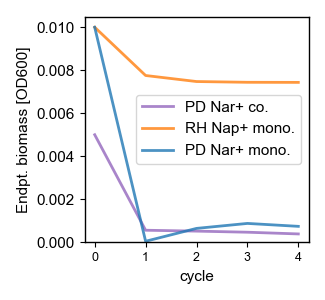 0.010
0.008
0.006
0.004
0.002
0.000
Endpt. biomass [OD600]
PD Nar+ co.
RH Nap+ mono.
PD Nar+ mono.
0 1 2 3 4
cycle